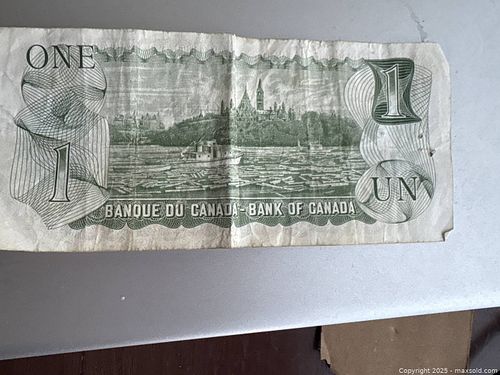 ONE
1
1
UN
BANQUE DU CANADA - BANK OF CANADA
Copyright 2025 - maxsold.com